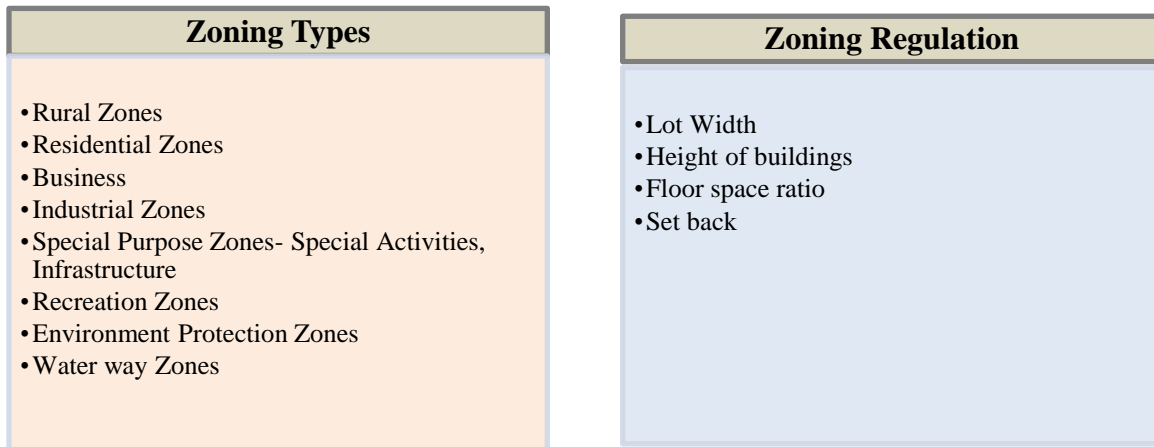 Zoning Types
•Rural Zones
•Residential Zones
•Business
•Industrial Zones
•Special Purpose Zones- Special Activities,
Infrastructure
•Recreation Zones
•Environment Protection Zones
•Water way Zones
Zoning Regulation
•Lot Width
•Height of buildings
•Floor space ratio
•Set back